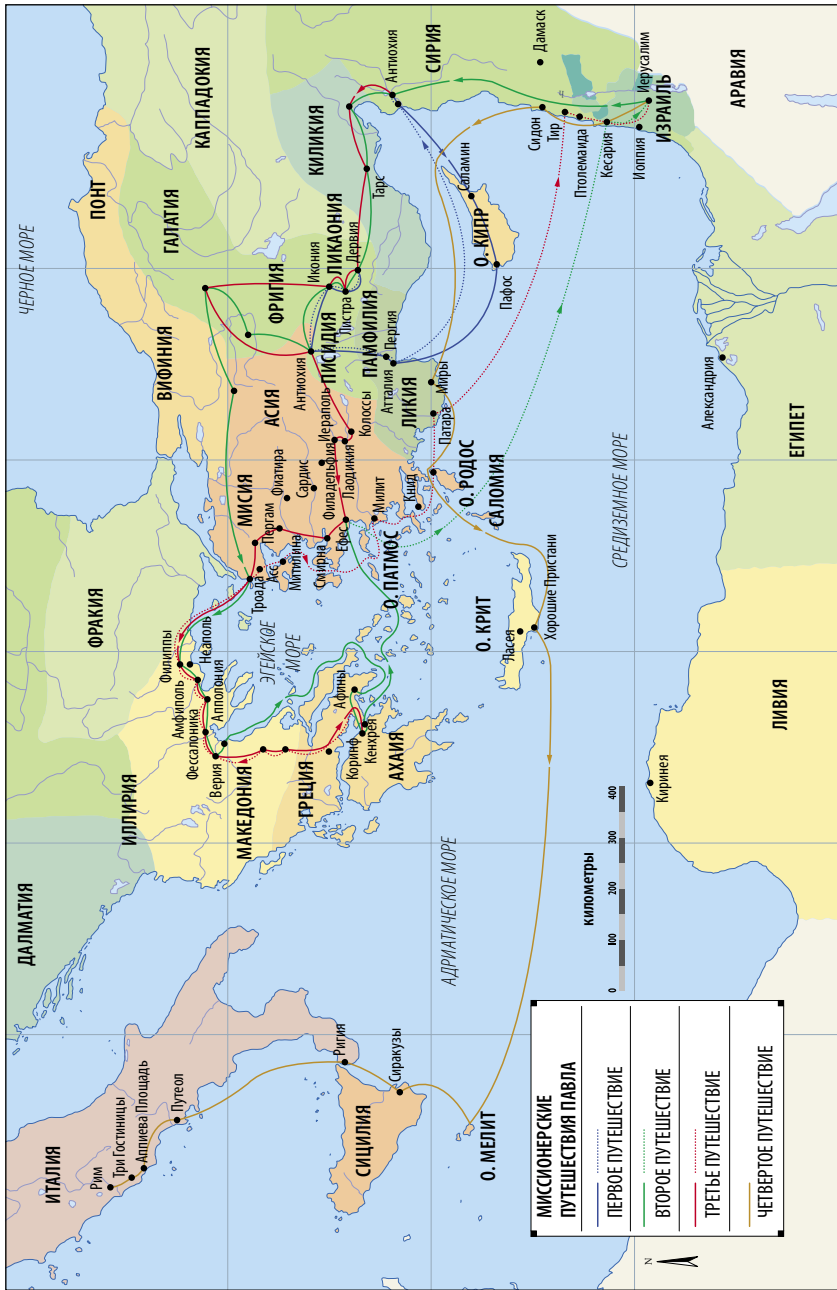 ЧЕРНОЕ МОРЕ
ДАЛМАТИЯ
ИЛЛИРИЯ
ФРАКИЯ
МАКЕДОНИЯ
ГРЕЦИЯ
АХАИЯ
ВИФИНИЯ
ПОНТ
ГАЛАТИЯ
КАППАДОКИЯ
ФРИГИЯ
МИСИЯ
АСИЯ
ПИСИДИЯ
ЛИКАОНИЯ
ПАМФИЛИЯ
ЛИКИЯ
КИЛИКИЯ
СИРИЯ
ИЗРАИЛЬ
АРАВИЯ
ЕГИПЕТ
ЛИВИЯ
ИТАЛИЯ
СИЦИЛИЯ
О. МЕЛИТ
О. КРИТ
О. ПАТМОС
О. РОДОС
САЛОМИЯ
О. КИПР
ЭГЕЙСКОЕ
МОРЕ
АДРИАТИЧЕСКОЕ МОРЕ
СРЕДИЗЕМНОЕ МОРЕ
Рим
Три Гостиницы
Аппиева Площадь
Путеол
Ригия
Сиракузы
Филиппы
Неаполь
Амфиполь
Апполония
Фессалоника
Верия
Афины
Коринф
Кенхрея
Троада
Асс
Митилина
Пергам
Фиатира
Сардис
Смирна
Филадельфия
Ефес
Лаодикия
Иераполь
Колоссы
Милит
Книд
Патара
Миры
Антиохия
Атталия
Пергия
Икония
Листра
Дервия
Тарс
Антиохия
Саламин
Пафос
Дамаск
Сидон
Тир
Птолемаида
Кесария
Иоппия
Иерусалим
Александрия
Ласея
Хорошие Пристани
Киринея
километры
0 100 200 300 400
МИССИОНЕРСКИЕ
ПУТЕШЕСТВИЯ ПАВЛА
ПЕРВОЕ ПУТЕШЕСТВИЕ
ВТОРОЕ ПУТЕШЕСТВИЕ
ТРЕТЬЕ ПУТЕШЕСТВИЕ
ЧЕТВЕРТОЕ ПУТЕШЕСТВИЕ
N